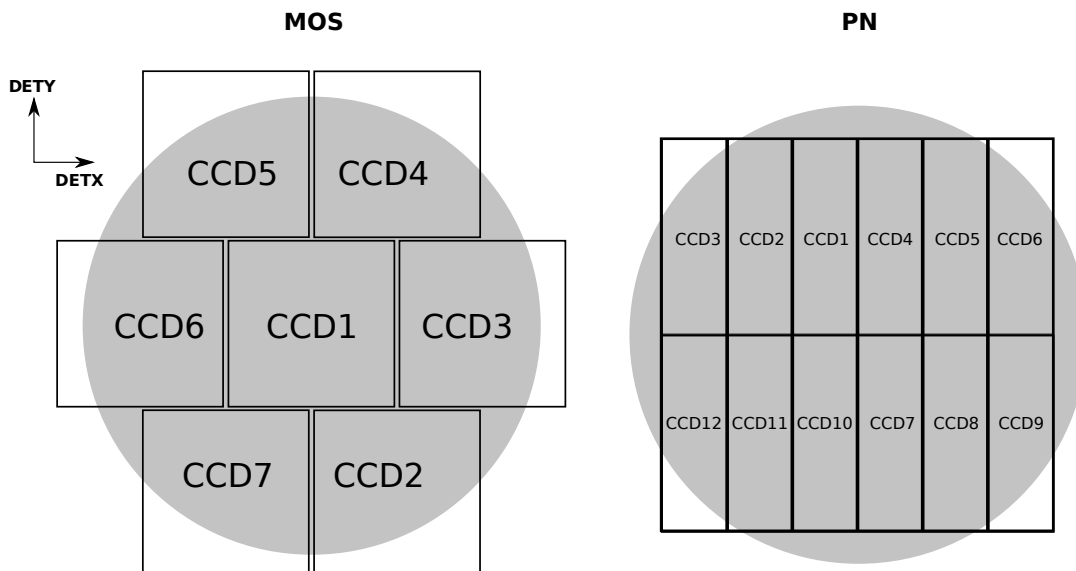 MOS
PN
DETY
DETX
CCD5 CCD4
CCD6 CCD1 CCD3
CCD7 CCD2
CCD3 CCD2 CCD1 CCD4 CCD5 CCD6
CCD12 CCD11 CCD10 CCD7 CCD8 CCD9